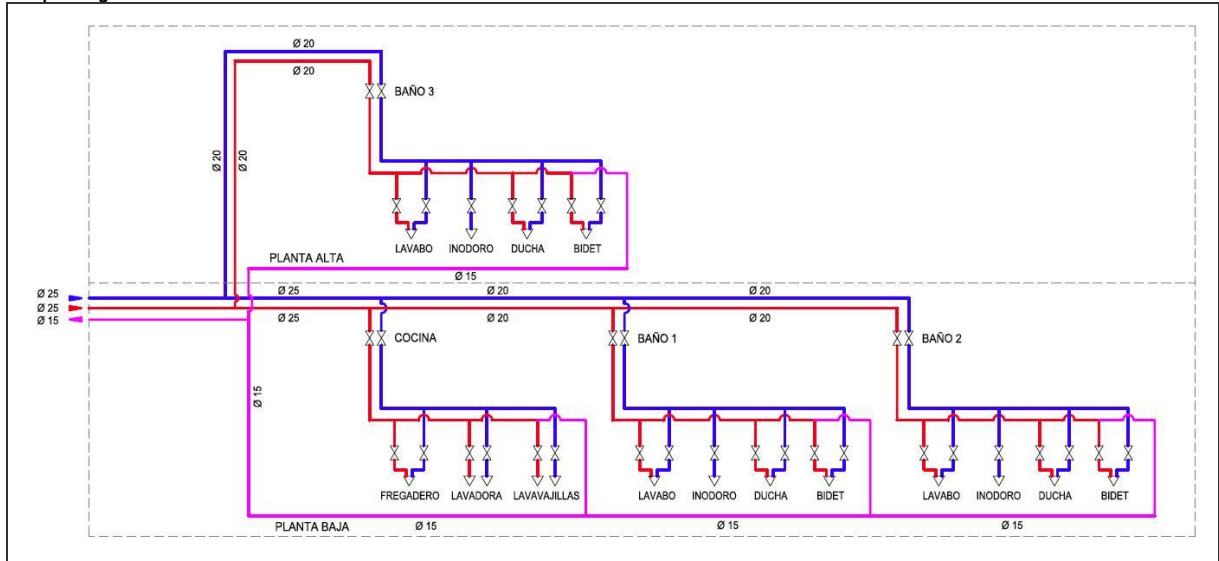 Ø 20
Ø 20
BAÑO 3
Ø 20
Ø 20
LAVABO INODORO DUCHA BIDET
PLANTA ALTA
Ø 15
Ø 25
Ø 25
Ø 15
Ø 25 Ø 20 Ø 20
Ø 25 Ø 20 Ø 20
COCINA BAÑO 1 BAÑO 2
Ø 15
FREGADERO LAVADORA LAVAVAJILLAS LAVABO INODORO DUCHA BIDET LAVABO INODORO DUCHA BIDET
PLANTA BAJA Ø 15 Ø 15 Ø 15